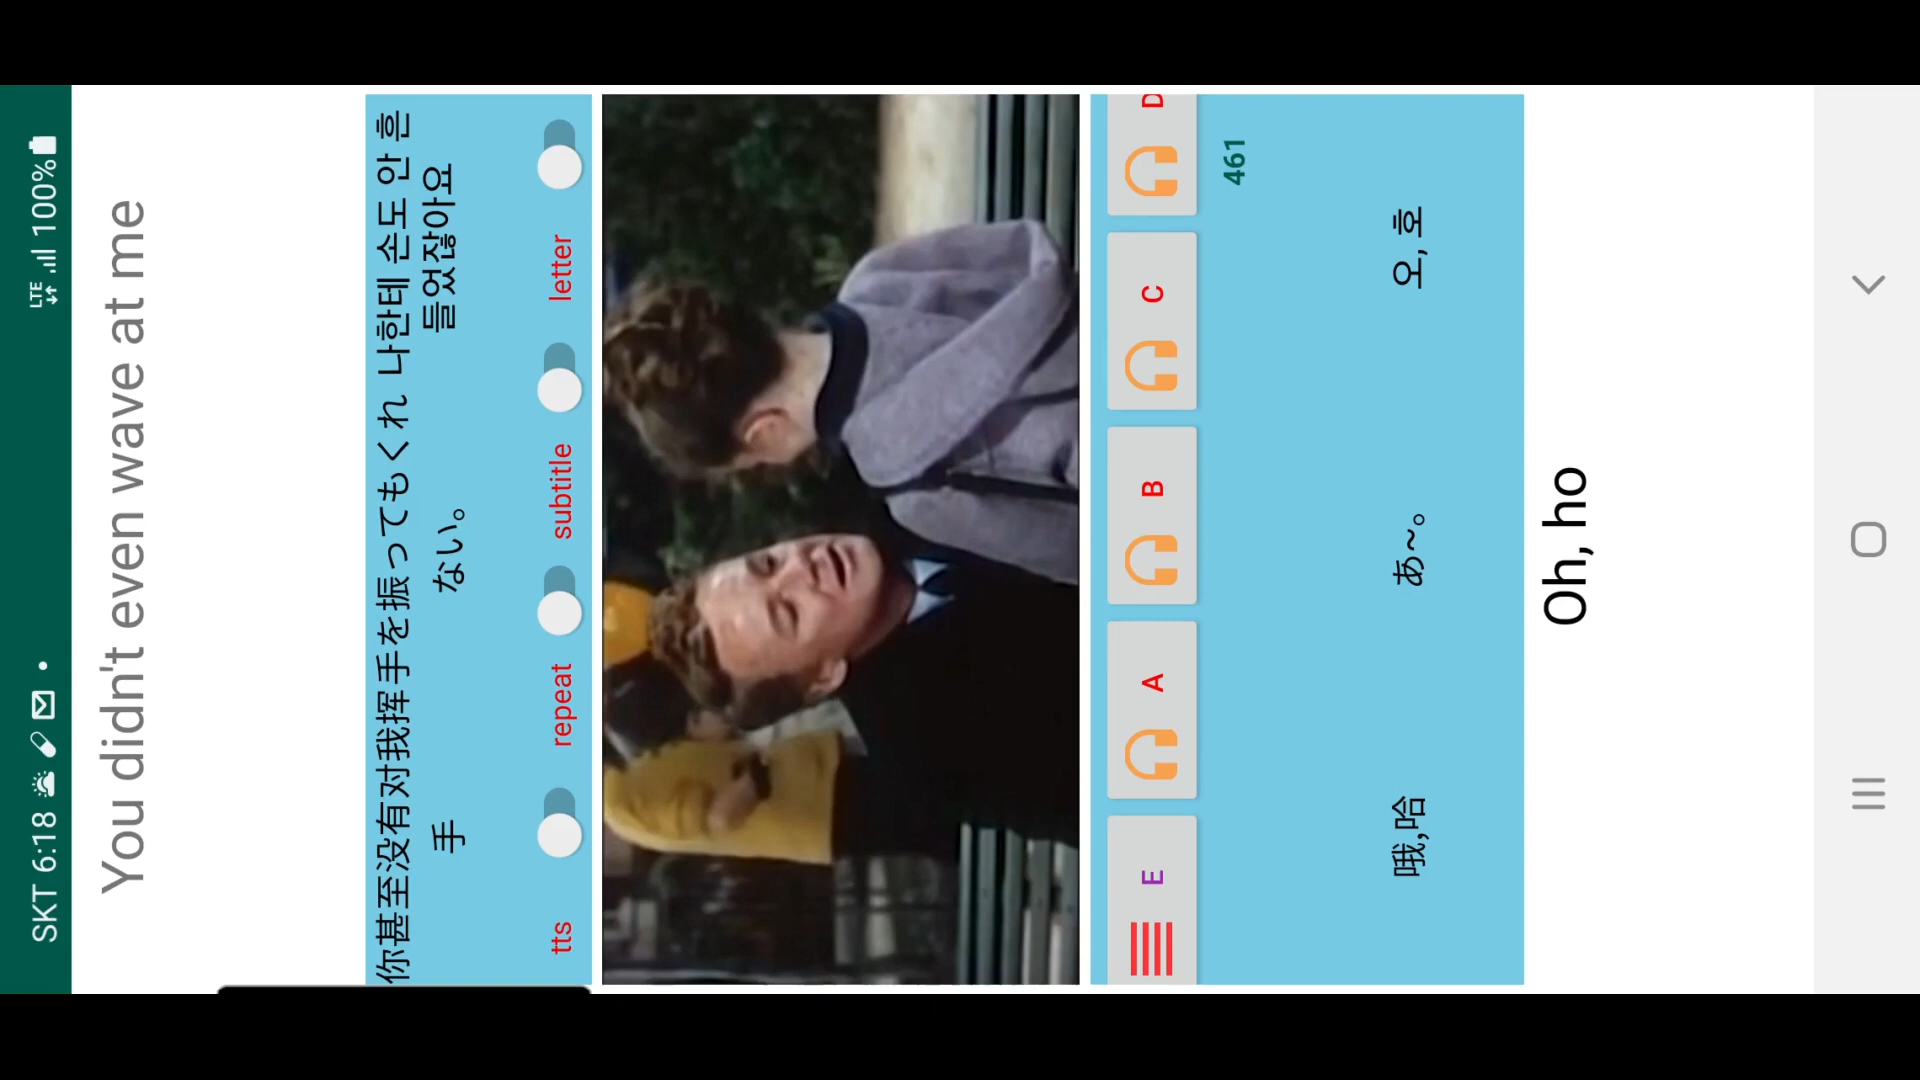 SKT 6:18 LTE 100%
You didn't even wave at me
你甚至没有对我挥手
手を振ってもくれない。
나한테 손도 안 흔들었잖아요
tts repeat subtitle letter
E A B C D
461
哦,哈 あ~。 오, 호
Oh, ho